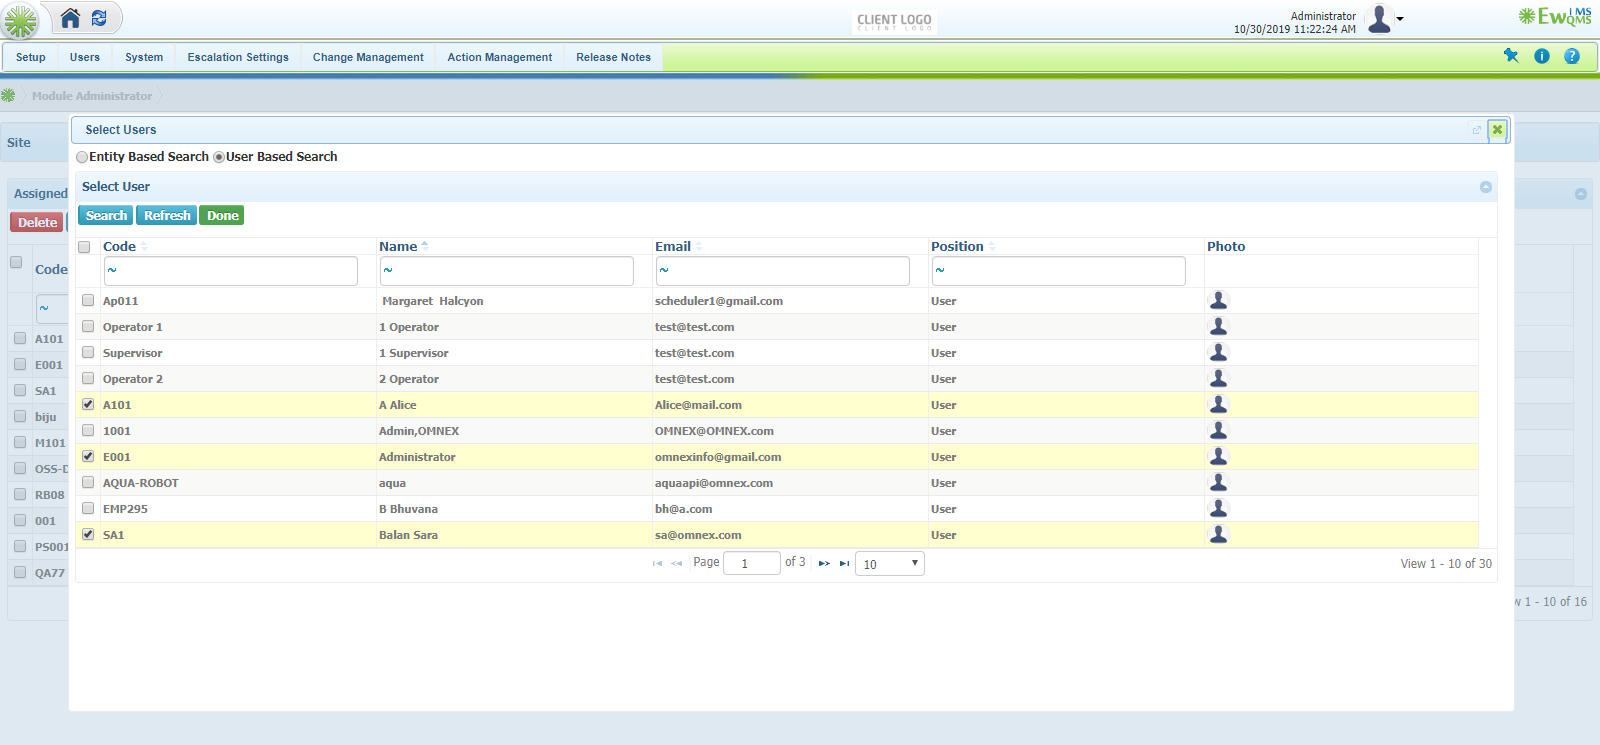 Administrator
10/30/2019 11:22:24 AM
CLIENT LOGO
CLIENT LOGO
EwQMS
IMS
Setup Users System Escalation Settings Change Management Action Management Release Notes
Module Administrator
Site
Select Users
Entity Based Search User Based Search
Assigned
Select User
Delete
Search Refresh Done
Code
Code Name Email Position Photo
~
~ ~ ~ ~
Ap011 Margaret Halcyon scheduler1@gmail.com User
Operator 1 1 Operator test@test.com User
Supervisor 1 Supervisor test@test.com User
Operator 2 2 Operator test@test.com User
A101 A Alice Alice@mail.com User
1001 Admin,OMNEX OMNEX@OMNEX.com User
E001 Administrator omnexinfo@gmail.com User
AQUA-ROBOT aqua aquaapi@omnex.com User
EMP295 B Bhuvana bh@a.com User
SA1 Balan Sara sa@omnex.com User
Page 1 of 3 10 View 1 - 10 of 30
A101
E001
SA1
biju
M101
OSS-D
RB08
001
PS001
QA77
w 1 - 10 of 16